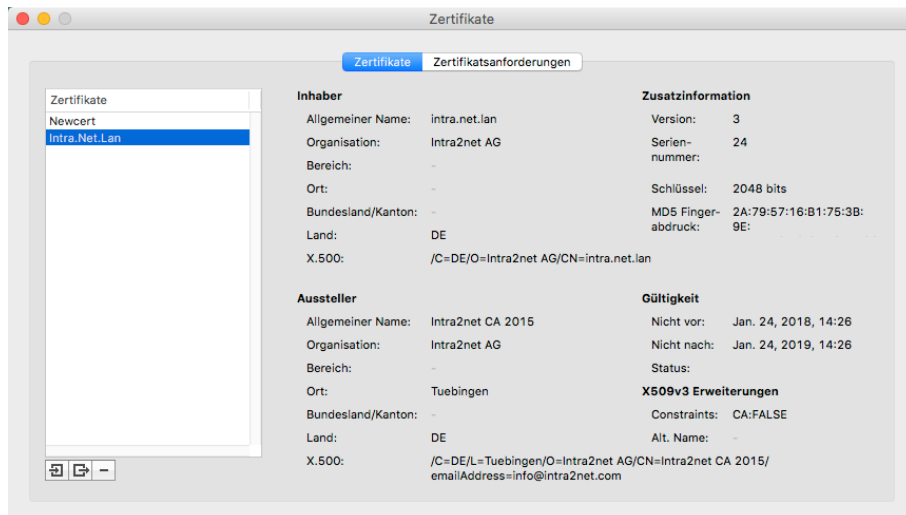 Zertifikate
Zertifikate Zertifikatsanforderungen
Zertifikate
Newcert
Intra.Net.Lan
Inhaber
Allgemeiner Name: intra.net.lan
Organisation: Intra2net AG
Bereich: -
Ort: -
Bundesland/Kanton: -
Land: DE
X.500: /C=DE/O=Intra2net AG/CN=intra.net.lan
Zusatzinformation
Version: 3
Serien- 24
nummer:
Schlüssel: 2048 bits
MD5 Finger- 2A:79:57:16:B1:75:3B:
abdruck: 9E:
Aussteller
Allgemeiner Name: Intra2net CA 2015
Organisation: Intra2net AG
Bereich: -
Ort: Tuebingen
Bundesland/Kanton: -
Land: DE
X.500: /C=DE/L=Tuebingen/O=Intra2net AG/CN=Intra2net CA 2015/
emailAddress=info@intra2net.com
Gültigkeit
Nicht vor: Jan. 24, 2018, 14:26
Nicht nach: Jan. 24, 2019, 14:26
Status:
X509v3 Erweiterungen
Constraints: CA:FALSE
Alt. Name: -